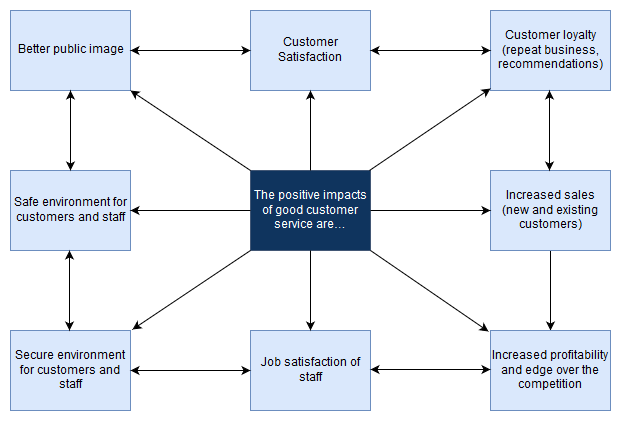 Better public image
Customer
Satisfaction
Customer loyalty
(repeat business,
recommendations)
Safe environment for
customers and staff
The positive impacts
of good customer
service are…
Increased sales
(new and existing
customers)
Secure environment
for customers and
staff
Job satisfaction of
staff
Increased profitability
and edge over the
competition